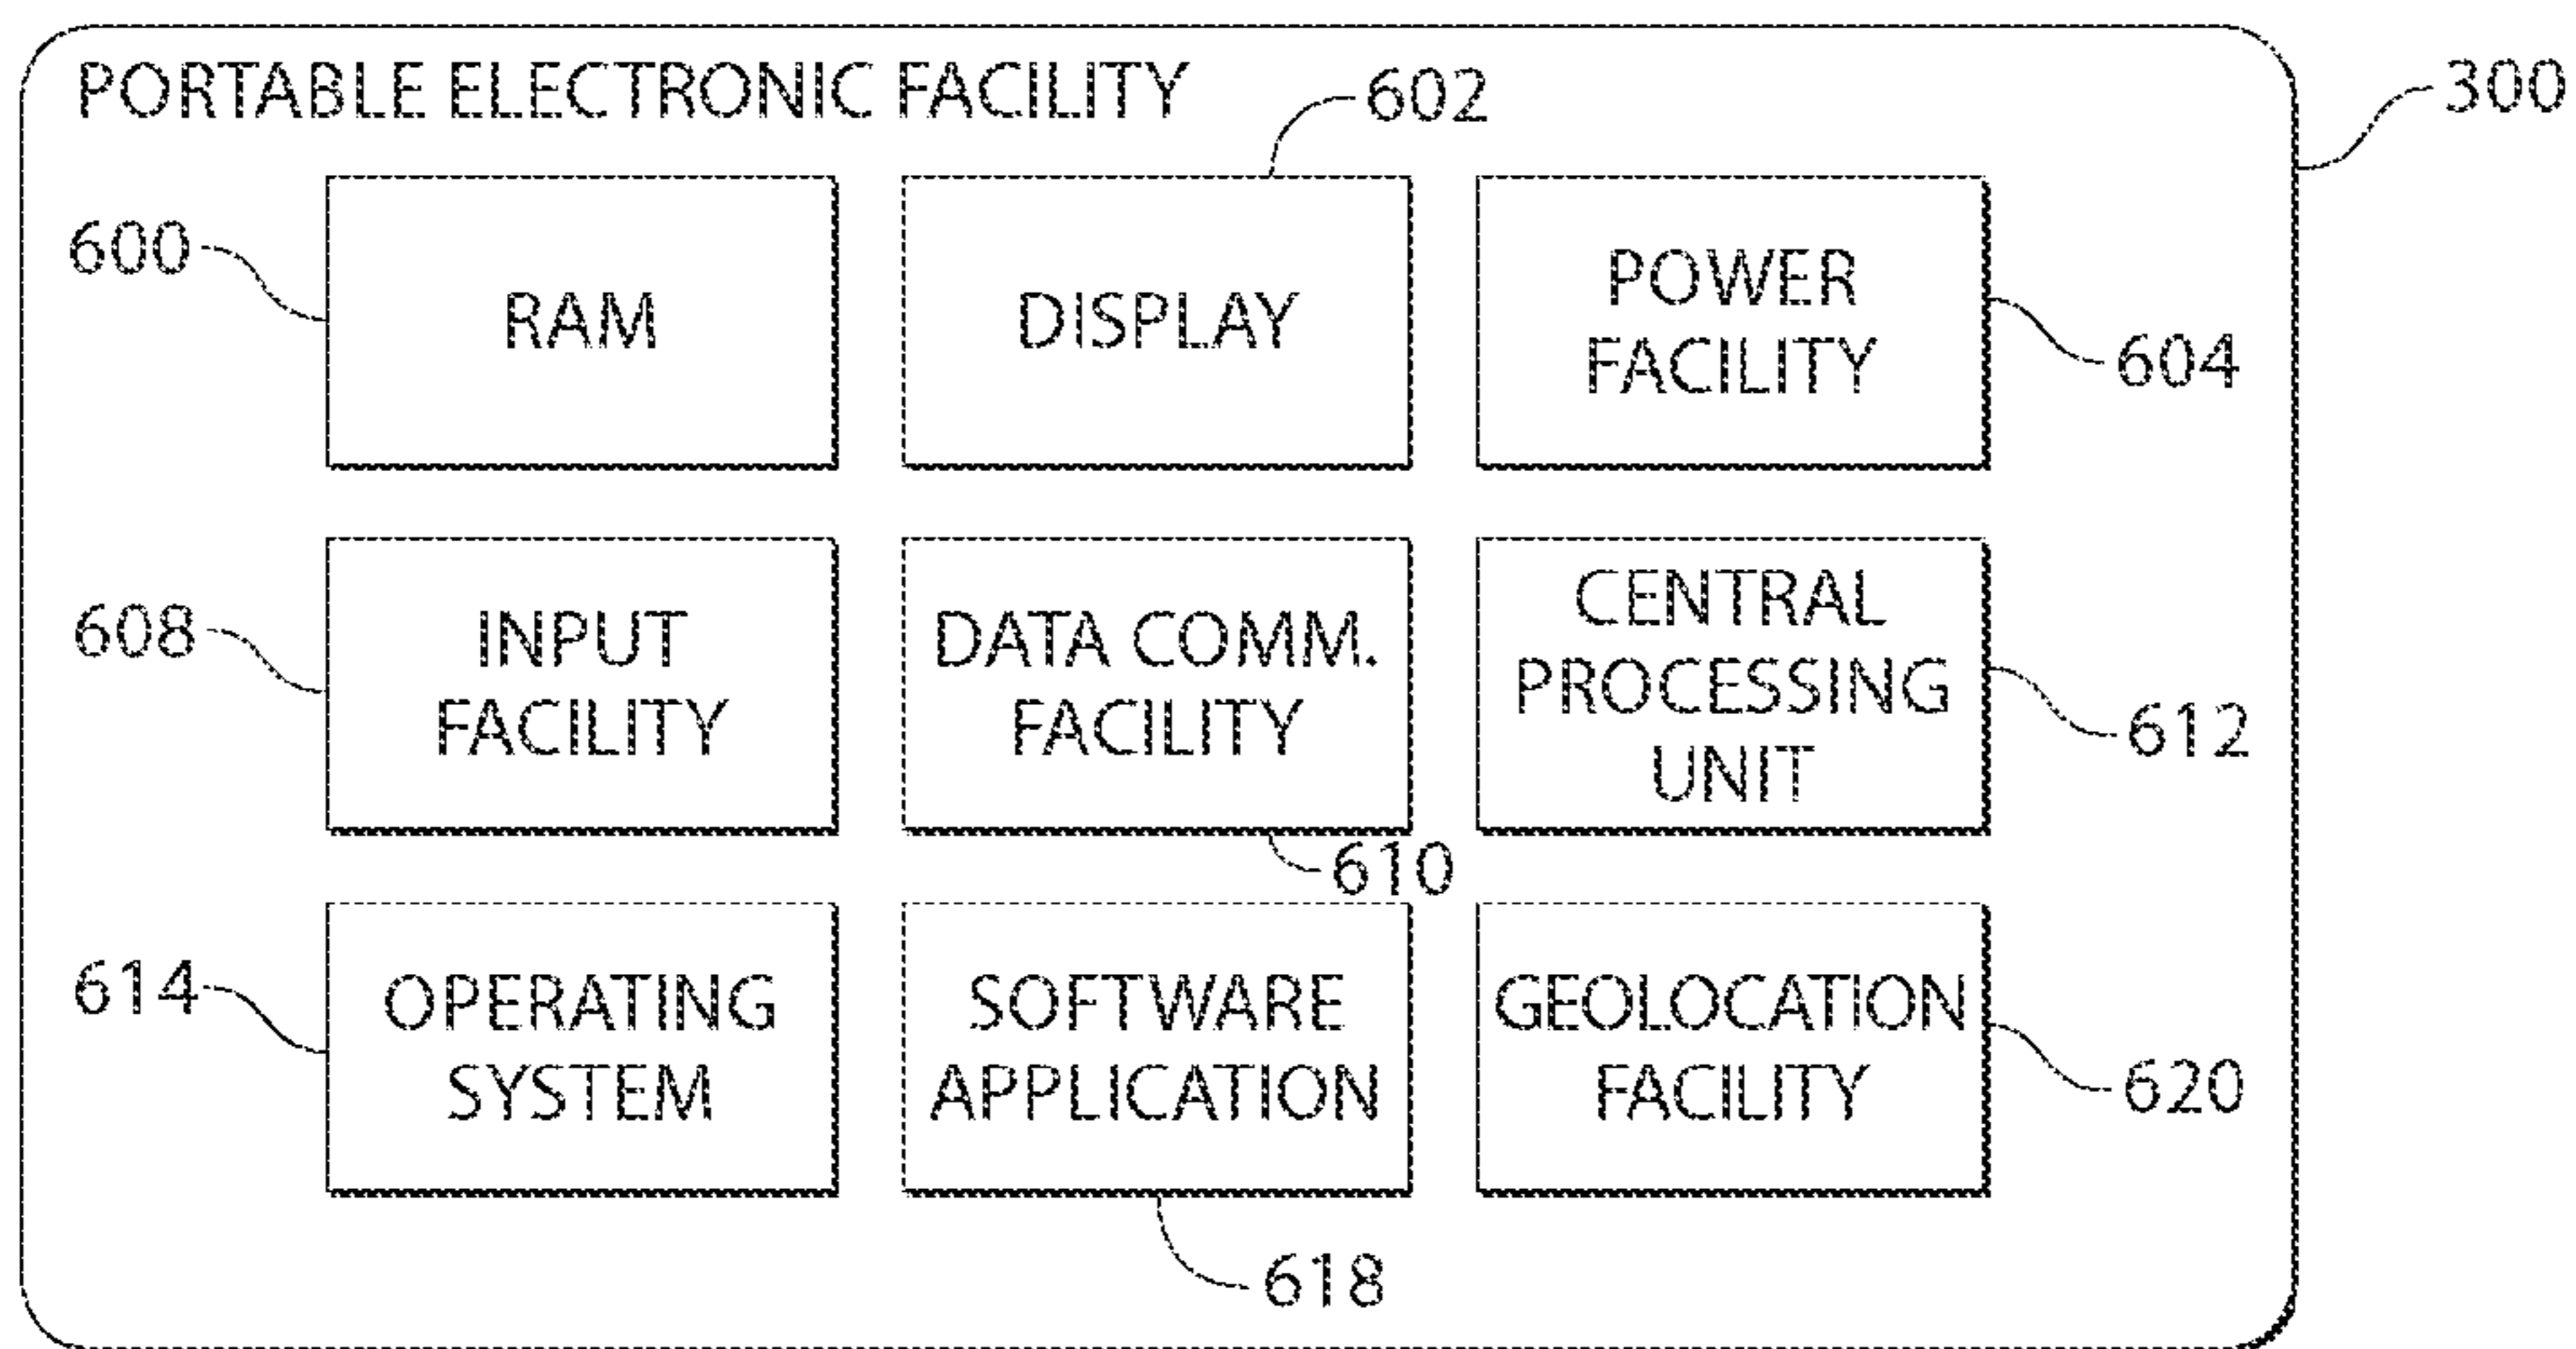 PORTABLE ELECTRONIC FACILITY
602
300
600
RAM
DISPLAY
POWER
FACILITY
604
608
INPUT
FACILITY
DATA COMM.
FACILITY
CENTRAL
PROCESSING
UNIT
612
610
614
OPERATING
SYSTEM
SOFTWARE
APPLICATION
GEOLOCATION
FACILITY
620
618